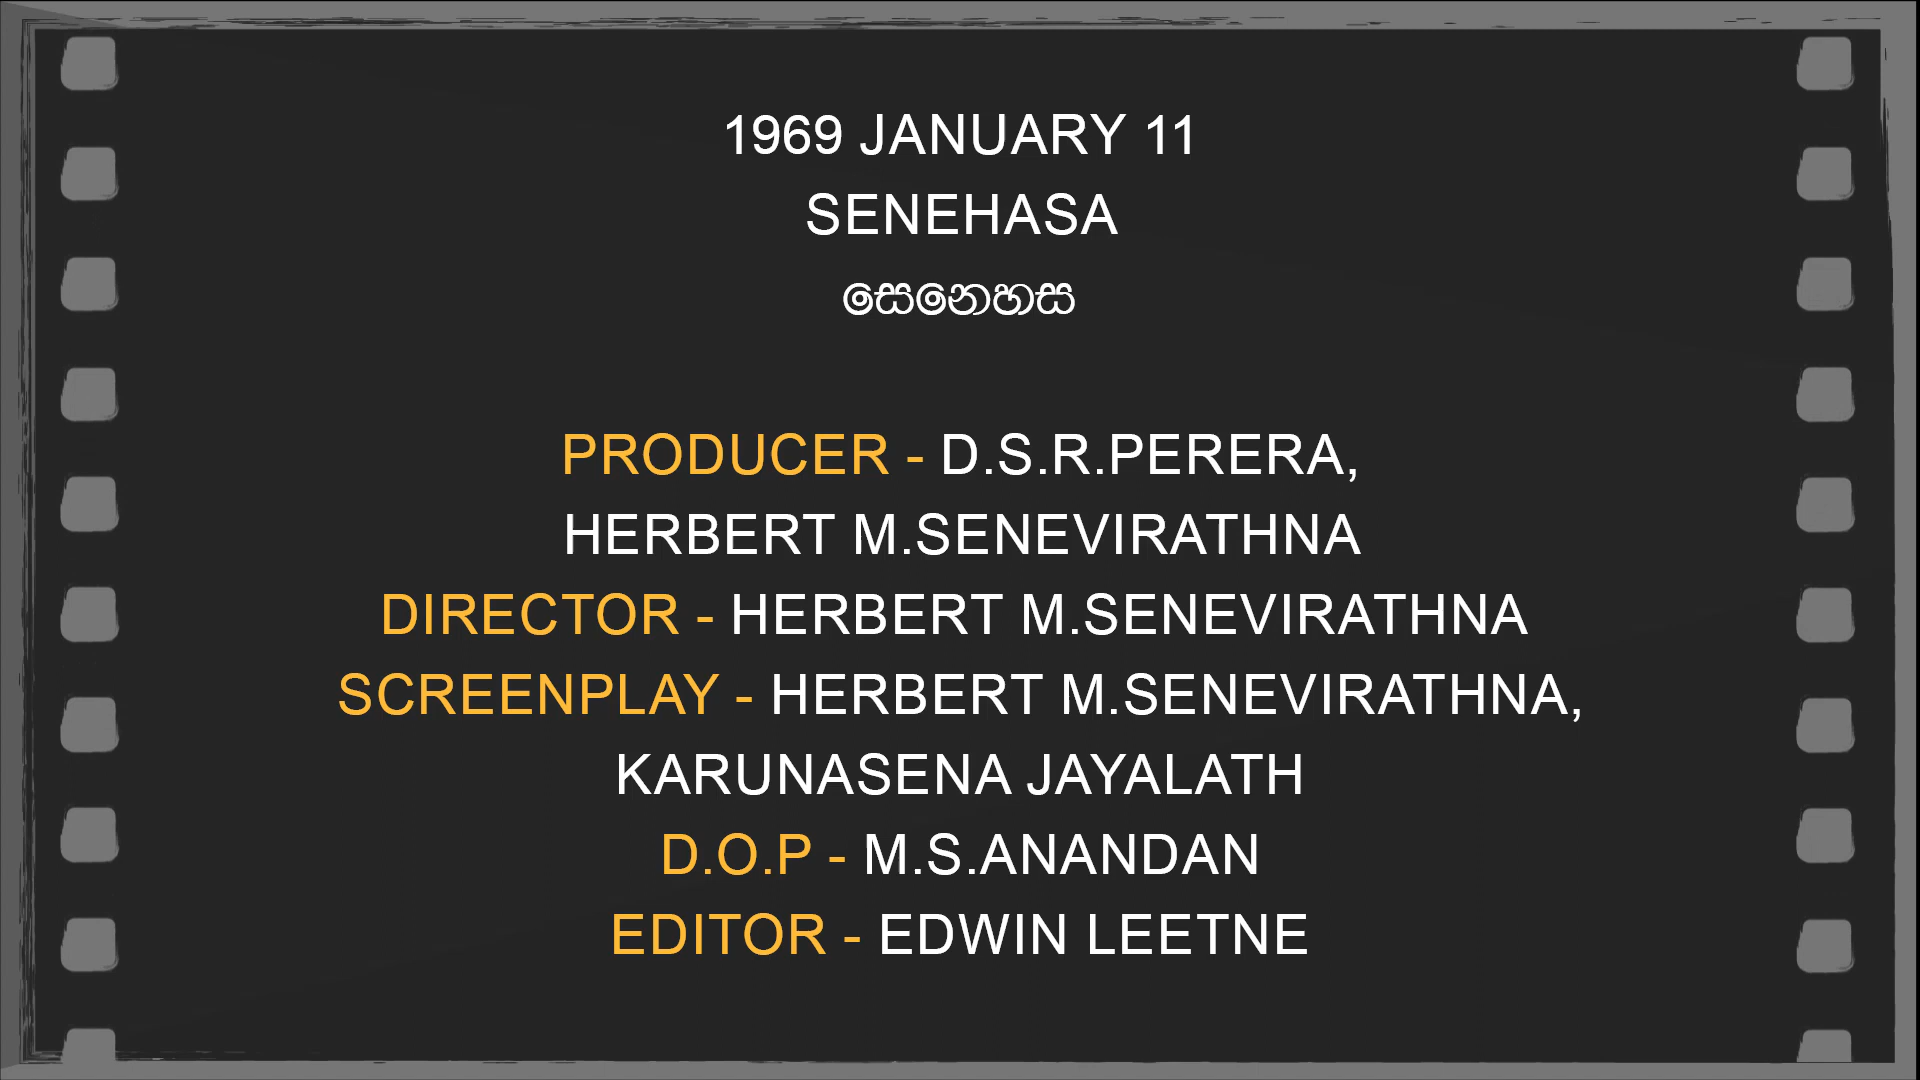 1969 JANUARY 11
SENEHASA
සෙනෙහස
PRODUCER - D.S.R.PERERA,
HERBERT M.SENEVIRATHNA
DIRECTOR - HERBERT M.SENEVIRATHNA
SCREENPLAY - HERBERT M.SENEVIRATHNA,
KARUNASENA JAYALATH
D.O.P - M.S.ANANDAN
EDITOR - EDWIN LEETNE